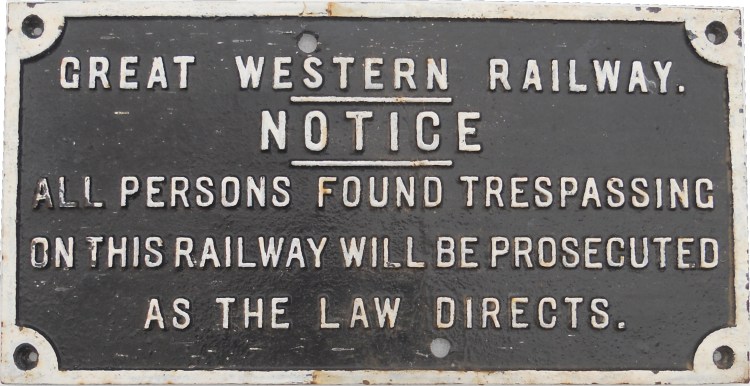 GREAT WESTERN RAILWAY.
NOTICE
ALL PERSONS FOUND TRESPASSING
ON THIS RAILWAY WILL BE PROSECUTED
AS THE LAW DIRECTS.